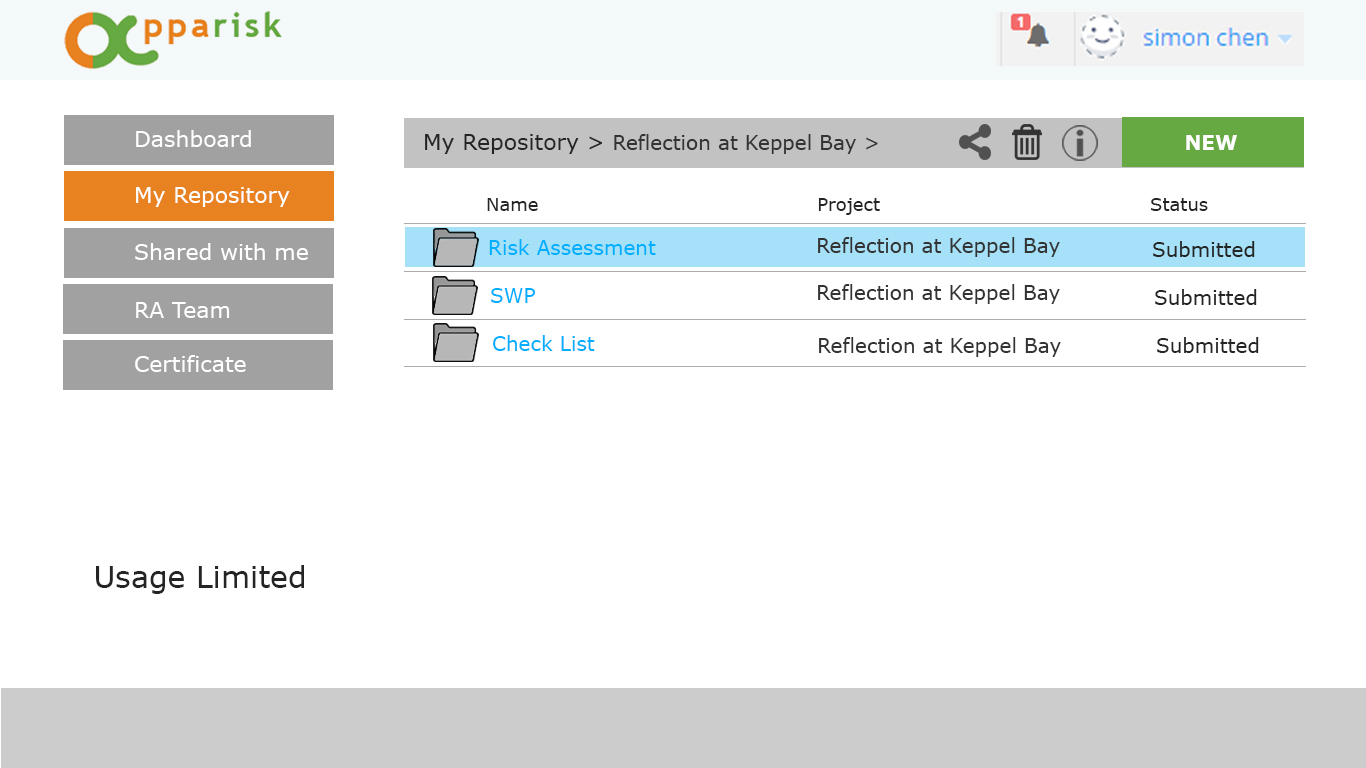 pparisk
1
simon chen
Dashboard
My Repository
Shared with me
RA Team
Certificate
Usage Limited
My Repository > Reflection at Keppel Bay >
NEW
Name Project Status
Risk Assessment Reflection at Keppel Bay Submitted
SWP Reflection at Keppel Bay Submitted
Check List Reflection at Keppel Bay Submitted